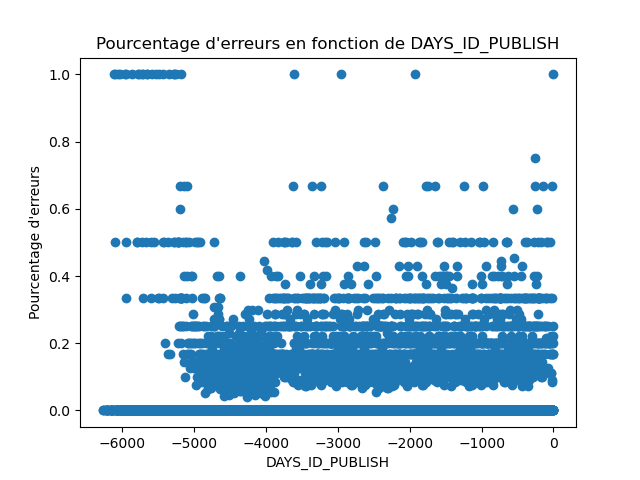 Pourcentage d'erreurs en fonction de DAYS_ID_PUBLISH
1.0
0.8
0.6
0.4
0.2
0.0
Pourcentage d'erreurs
−6000 −5000 −4000 −3000 −2000 −1000 0
DAYS_ID_PUBLISH